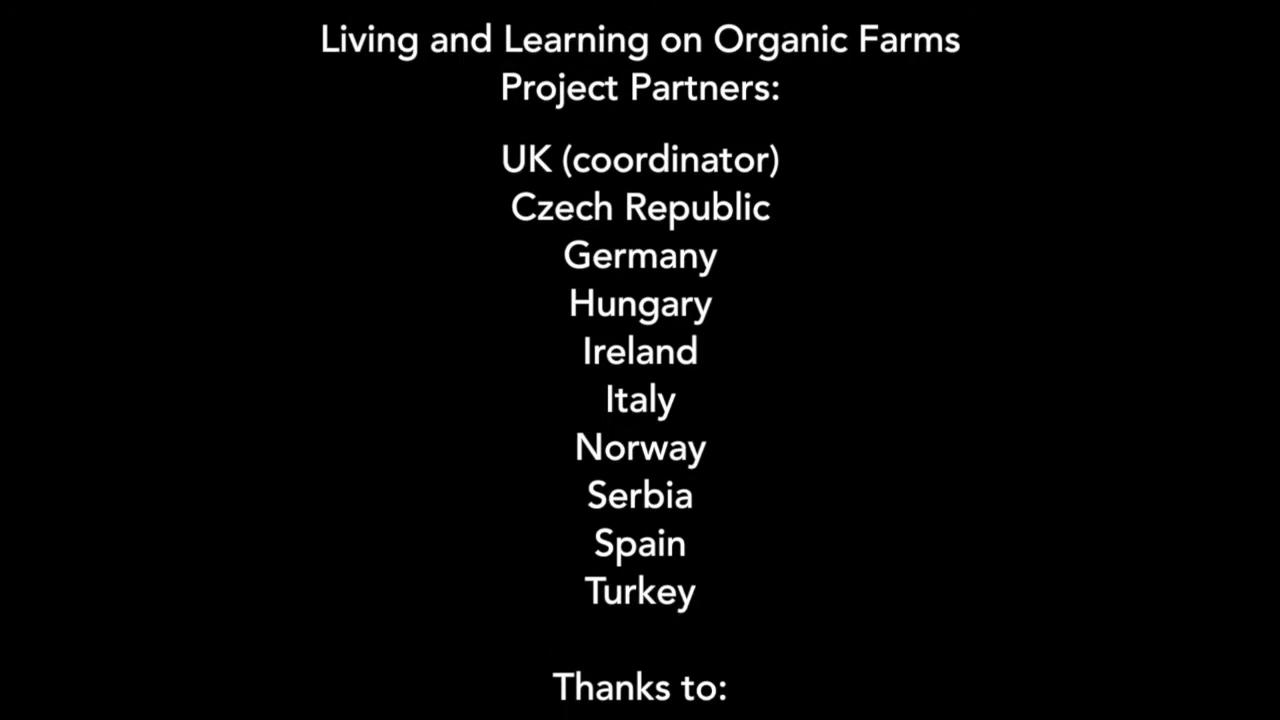 Living and Learning on Organic Farms
Project Partners:
UK (coordinator)
Czech Republic
Germany
Hungary
Ireland
Italy
Norway
Serbia
Spain
Turkey
Thanks to: